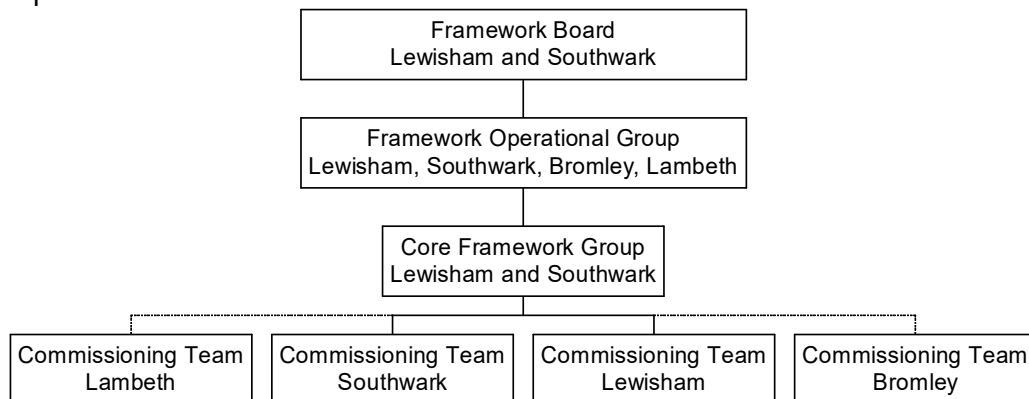 Framework Board
Lewisham and Southwark
Framework Operational Group
Lewisham, Southwark, Bromley, Lambeth
Core Framework Group
Lewisham and Southwark
Commissioning Team
Lambeth
Commissioning Team
Southwark
Commissioning Team
Lewisham
Commissioning Team
Bromley